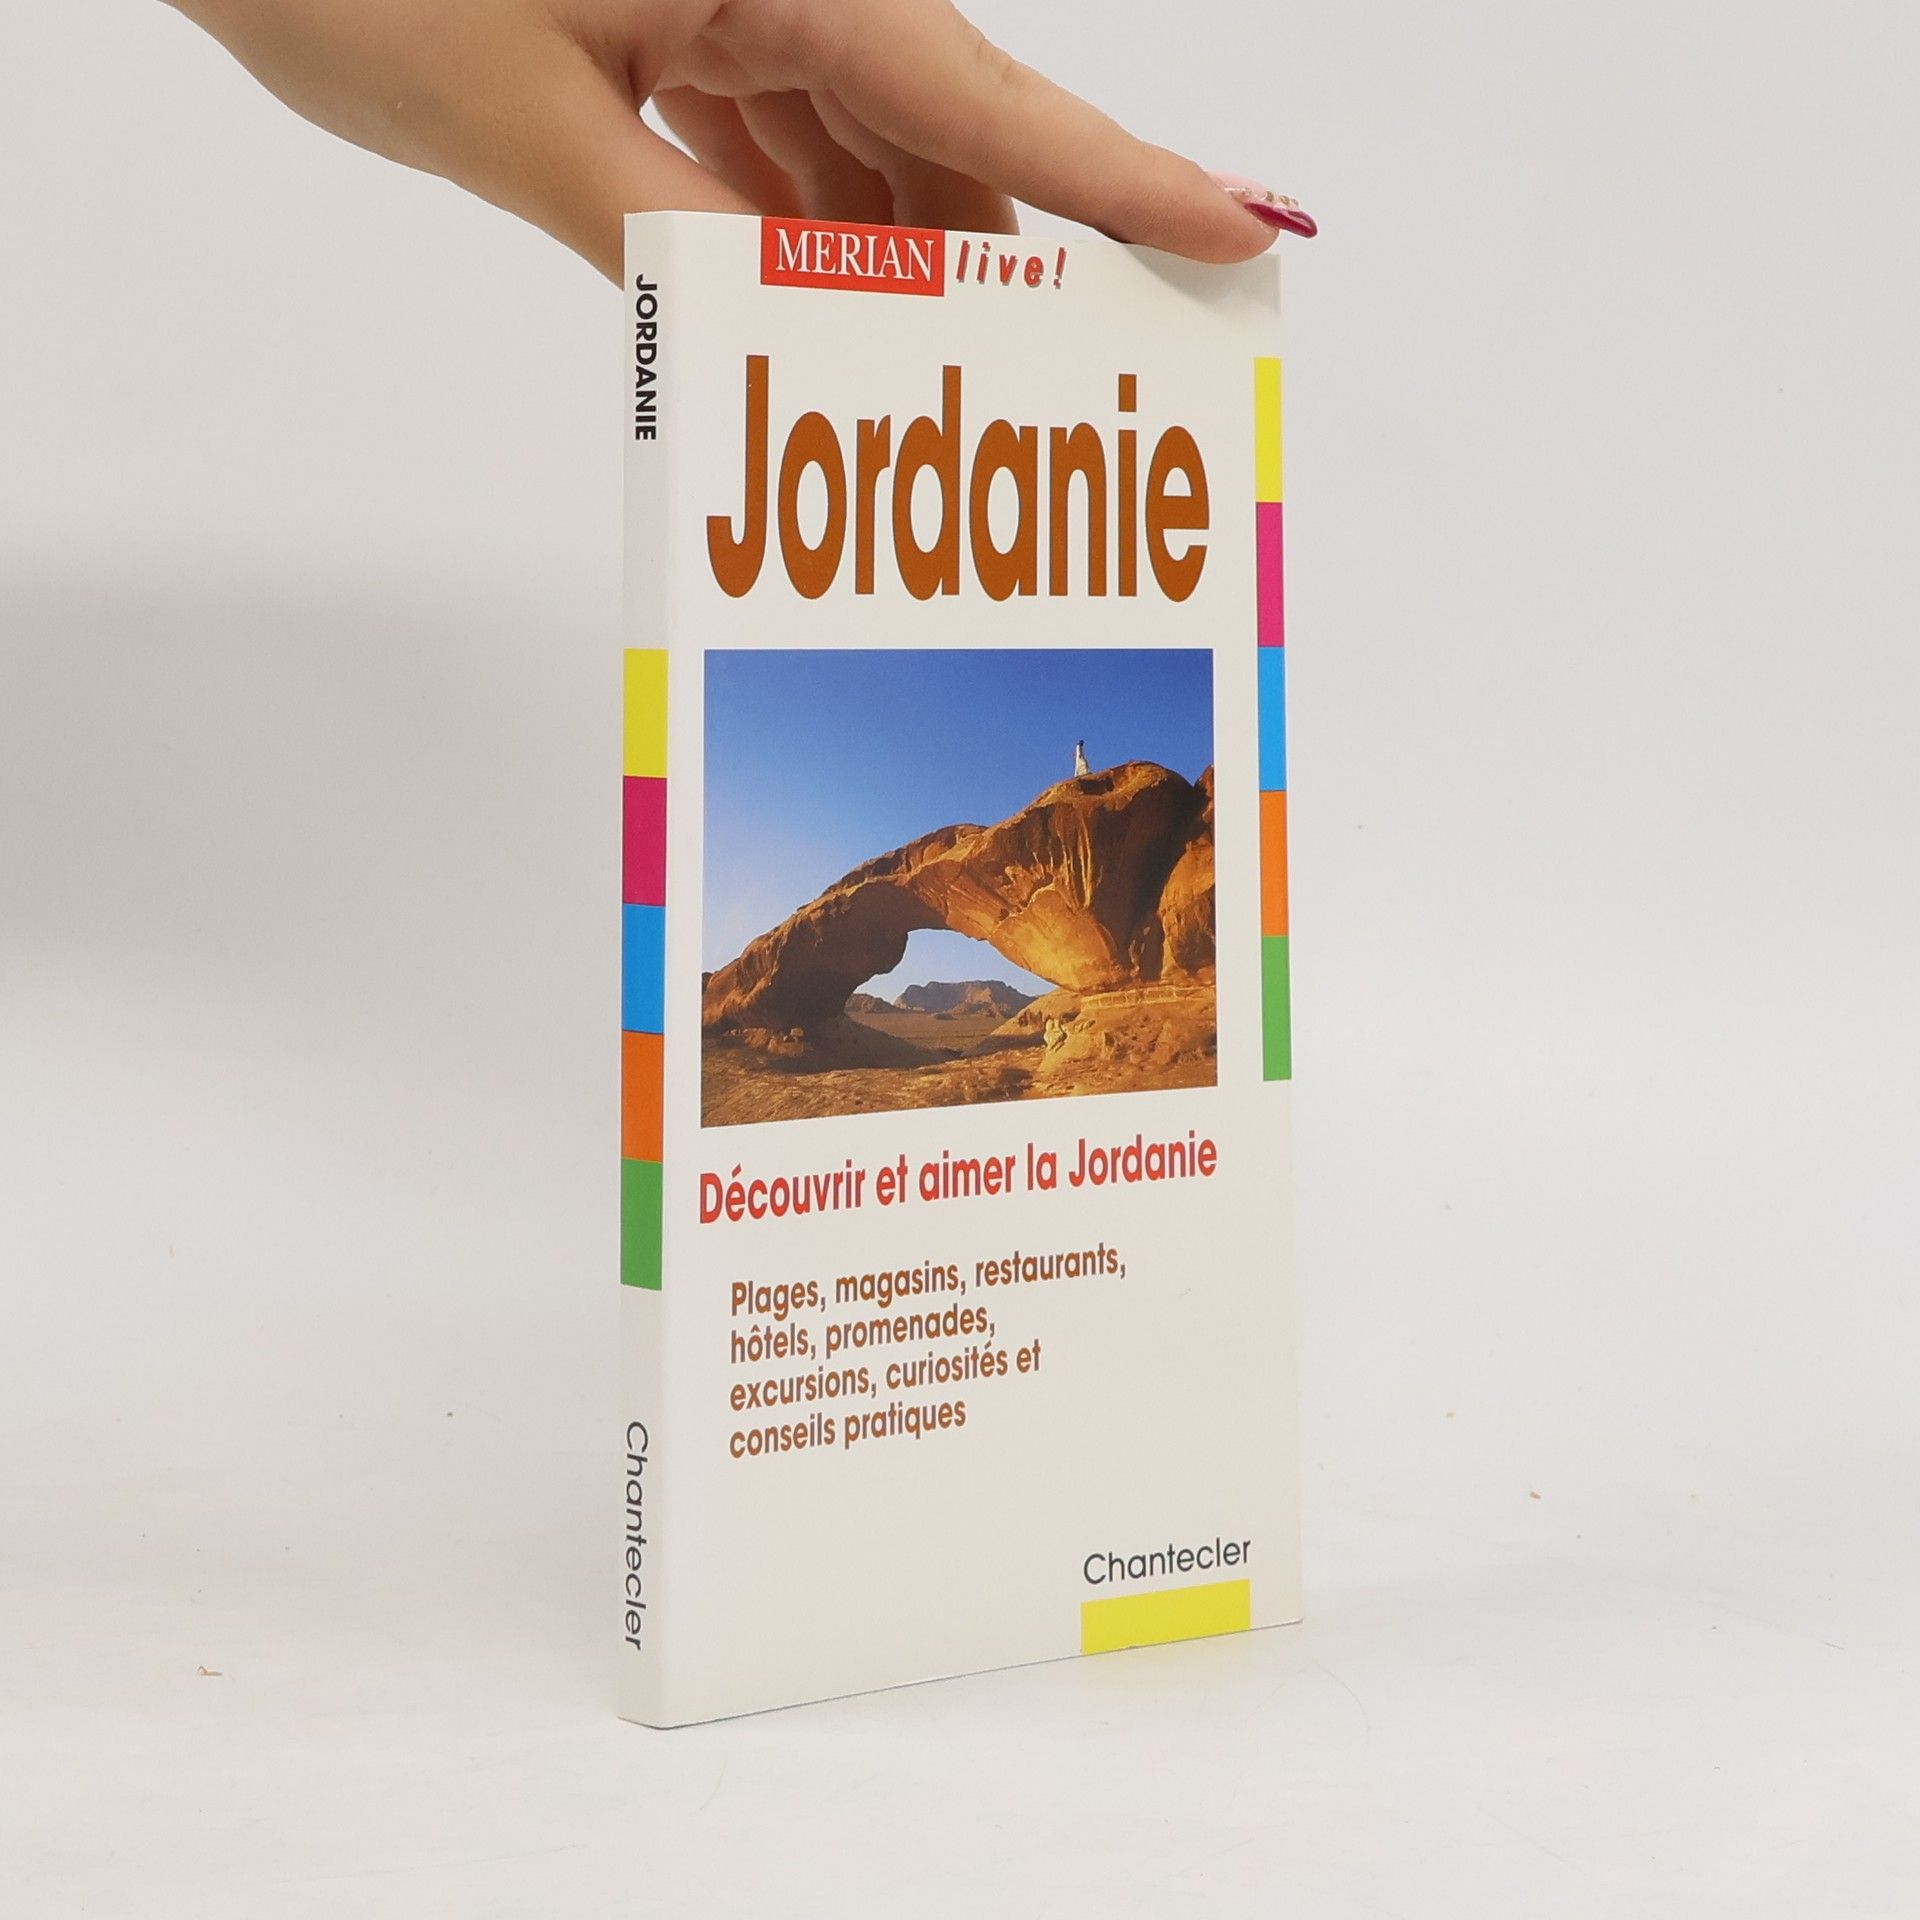 MERIAN live!
JORDANIE
Jordanie
Découvrir et aimer la Jordanie
Plages, magasins, restaurants,
hôtels, promenades,
excursions, curiosités et
conseils pratiques
Chantecler
Chantecler